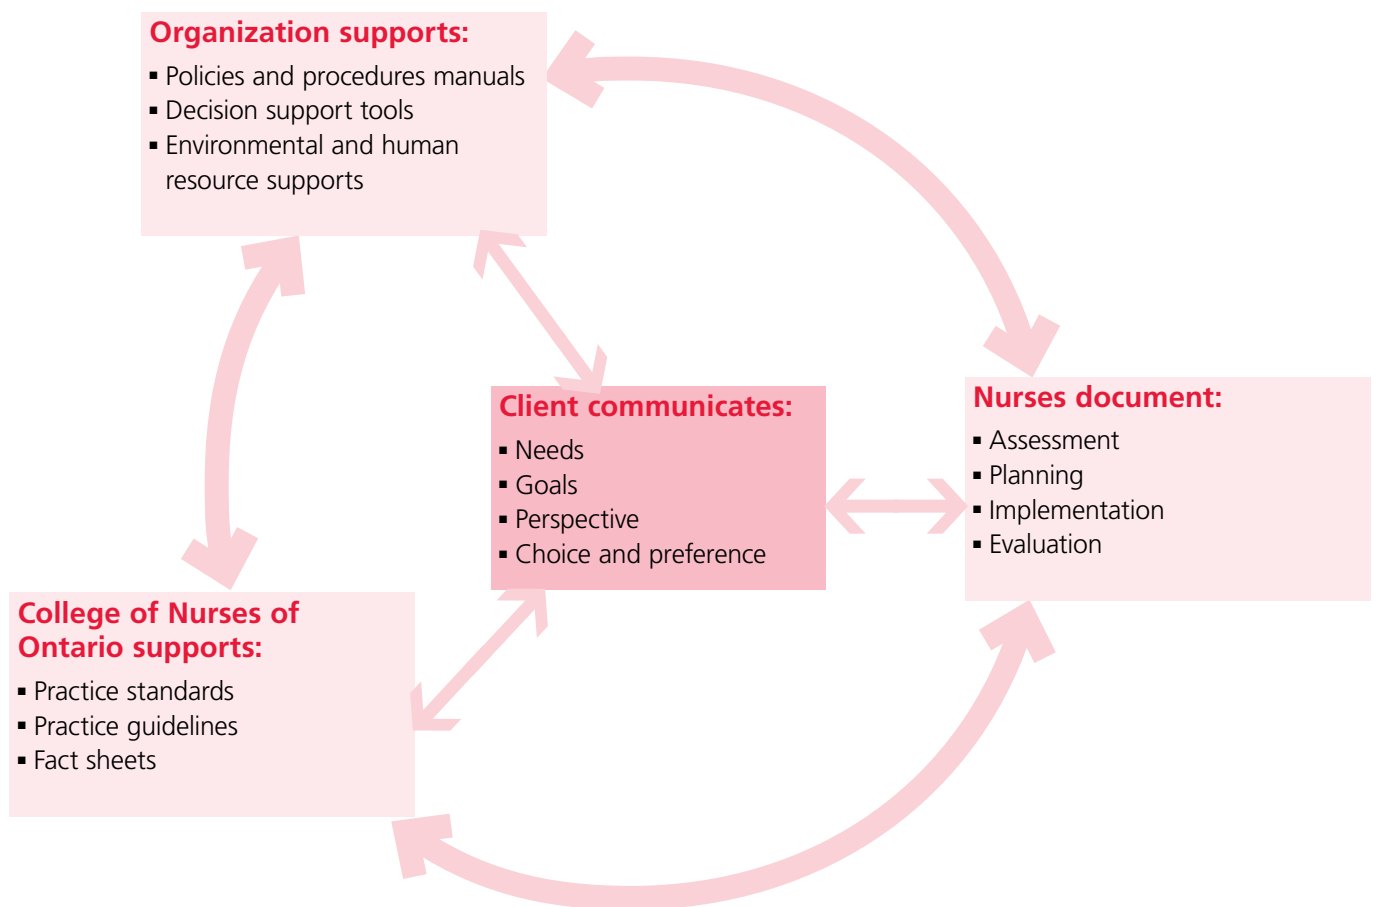 Organization supports:
▪ Policies and procedures manuals
▪ Decision support tools
▪ Environmental and human
resource supports
Client communicates:
▪ Needs
▪ Goals
▪ Perspective
▪ Choice and preference
Nurses document:
▪ Assessment
▪ Planning
▪ Implementation
▪ Evaluation
College of Nurses of
Ontario supports:
▪ Practice standards
▪ Practice guidelines
▪ Fact sheets